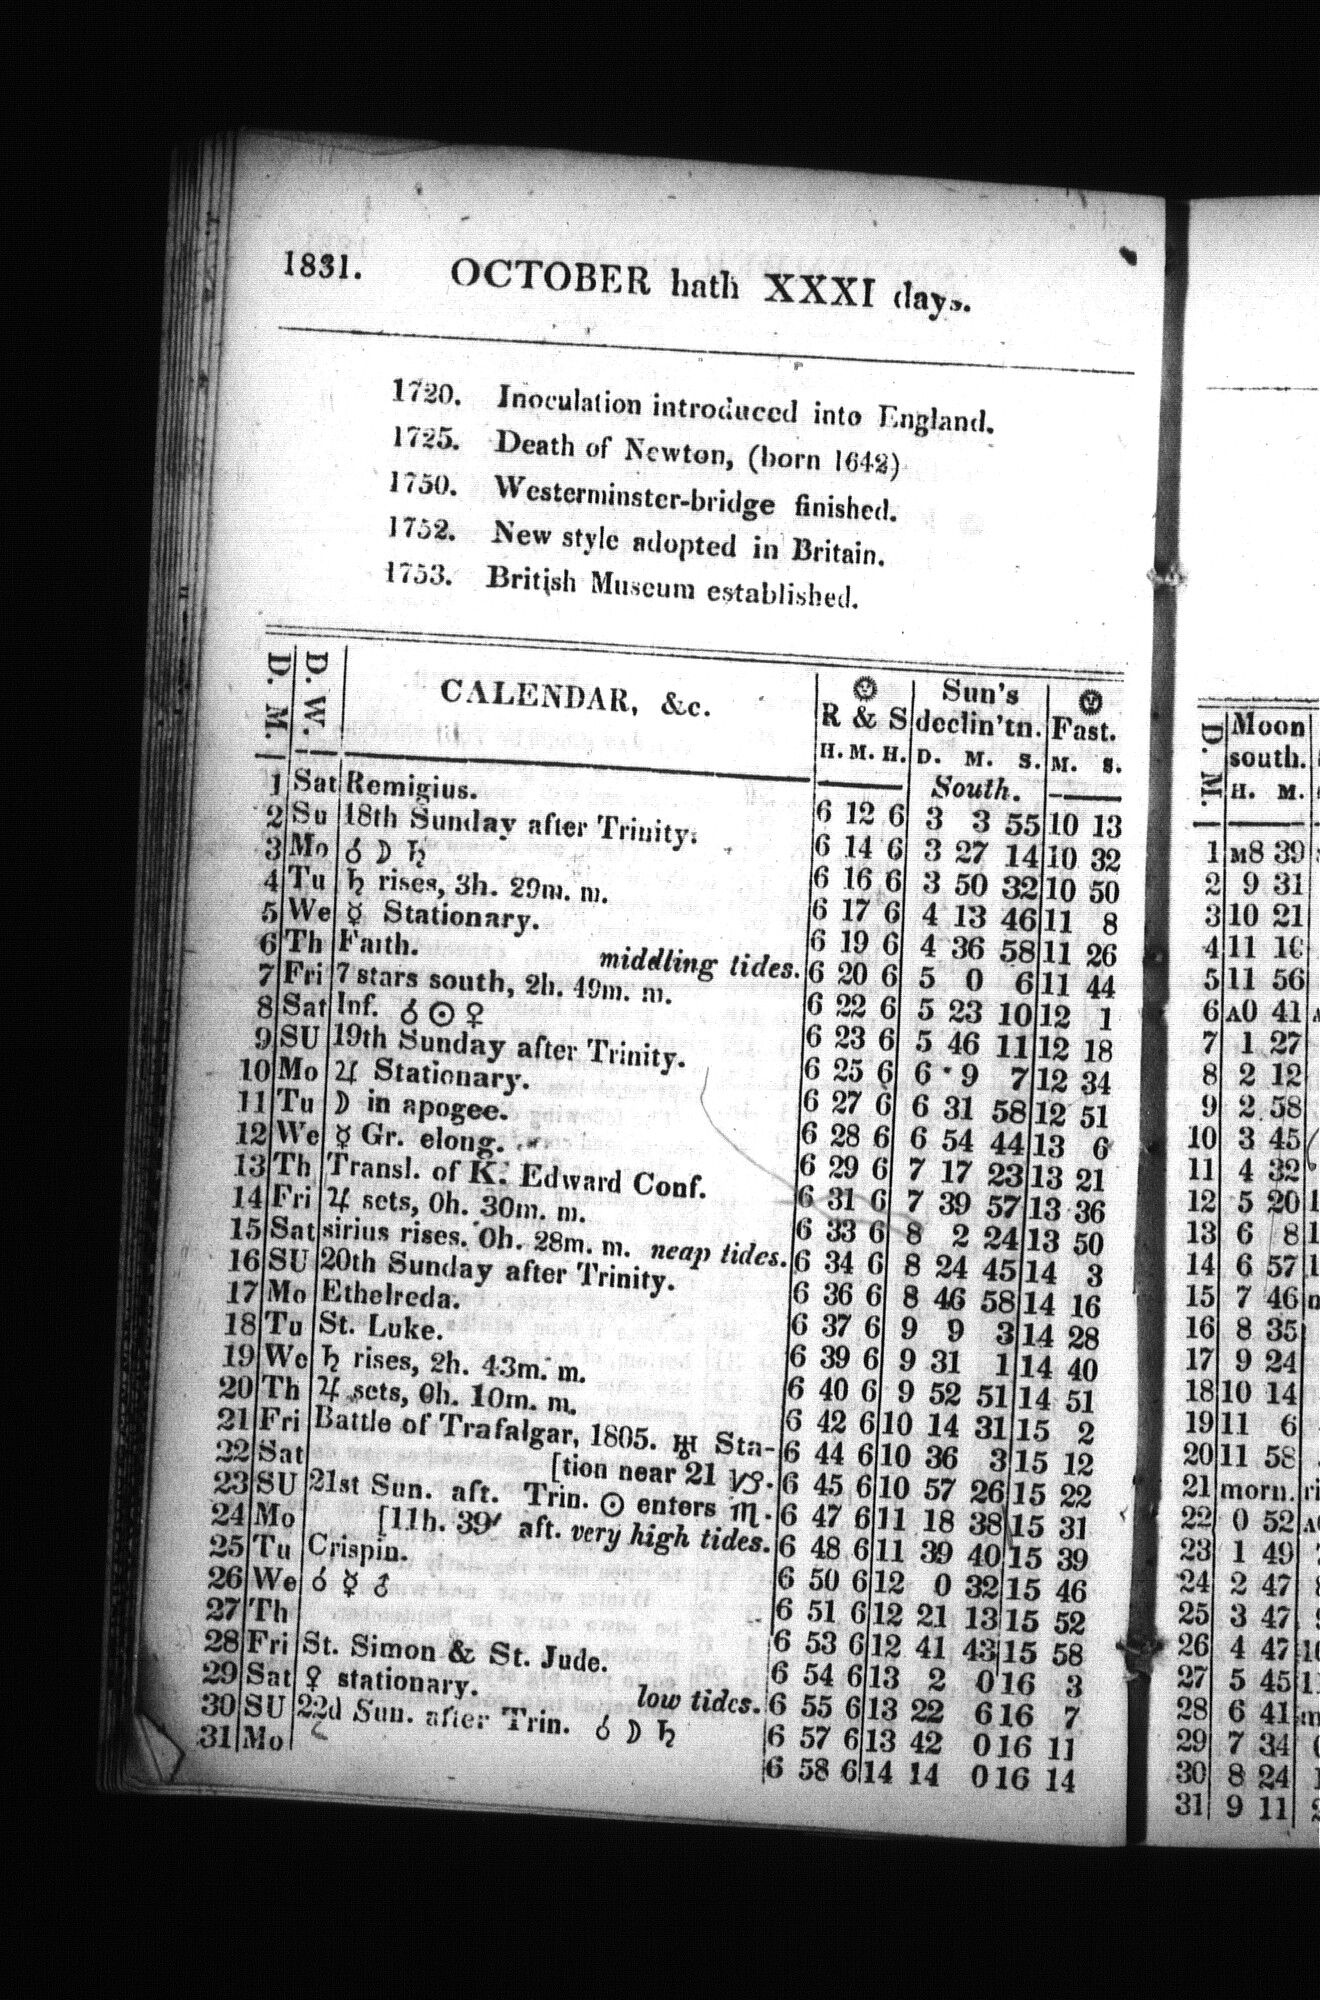 1831. OCTOBER hath XXXI days.
1720. Inoculation introduced into England.
1725. Death of Newton, (born 1642)
1750. Westerminster-bridge finished.
1752. New style adopted in Britain.
1753. British Museum established.
D. M. D. W. CALENDAR, &c. R & S H. M. H. Sun's declin'tn. D. M. S. South. Fast. M. S.
1 Sat Remigius. 6 12 6 3 3 55 10 13
2 Su 18th Sunday after Trinity. 6 14 6 3 27 14 10 32
3 Mo ☌ ☽ ♄ 6 16 6 3 50 32 10 50
4 Tu ♄ rises, 3h. 29m. m. 6 17 6 4 13 46 11 8
5 We ☿ Stationary. 6 19 6 4 36 58 11 26
6 Th Faith. middling tides. 6 20 6 5 0 6 11 44
7 Fri 7 stars south, 2h. 49m. m. 6 22 6 5 23 10 12 1
8 Sat Inf. ☌ ☉ ♀ 6 23 6 5 46 11 12 18
9 SU 19th Sunday after Trinity. 6 25 6 6 9 7 12 34
10 Mo ♃ Stationary. 6 27 6 6 31 58 12 51
11 Tu ☽ in apogee. 6 28 6 6 54 44 13 6
12 We ☿ Gr. elong. 6 29 6 7 17 23 13 21
13 Th Transl. of K. Edward Conf. 6 31 6 7 39 57 13 36
14 Fri ♃ sets, 0h. 30m. m. 6 33 6 8 2 24 13 50
15 Sat sirius rises. 0h. 28m. m. neap tides. 6 34 6 8 24 45 14 3
16 SU 20th Sunday after Trinity. 6 36 6 8 46 58 14 16
17 Mo Ethelreda. 6 37 6 9 9 3 14 28
18 Tu St. Luke. 6 39 6 9 31 1 14 40
19 We ♄ rises, 2h. 43m. m. 6 40 6 9 52 51 14 51
20 Th ♃ sets, 0h. 10m. m. 6 42 6 10 14 31 15 2
21 Fri Battle of Trafalgar, 1805. ♅ Sta- 6 44 6 10 36 3 15 12
22 Sat [tion near 21 ♑. 6 45 6 10 57 26 15 22
23 SU 21st Sun. aft. Trin. ☉ enters ♏. 6 47 6 11 18 38 15 31
24 Mo [11h. 39′ aft. very high tides. 6 48 6 11 39 40 15 39
25 Tu Crispin. 6 50 6 12 0 32 15 46
26 We ☌ ☿ ♂ 6 51 6 12 21 13 15 52
27 Th 6 53 6 12 41 43 15 58
28 Fri St. Simon & St. Jude. 6 54 6 13 2 0 16 3
29 Sat ♀ stationary. low tides. 6 55 6 13 22 6 16 7
30 SU 22d Sun. after Trin. ☌ ☽ ♄ 6 57 6 13 42 0 16 11
31 Mo 6 58 6 14 14 0 16 14
D. M. Moon south. H. M.
1 M8 39
2 9 31
3 10 21
4 11 10
5 11 56
6 A0 41
7 1 27
8 2 12
9 2 58
10 3 45
11 4 32
12 5 20
13 6 8
14 6 57
15 7 46
16 8 35
17 9 24
18 10 14
19 11 6
20 11 58
21 morn.
22 0 52
23 1 49
24 2 47
25 3 47
26 4 47
27 5 45
28 6 41
29 7 34
30 8 24
31 9 11